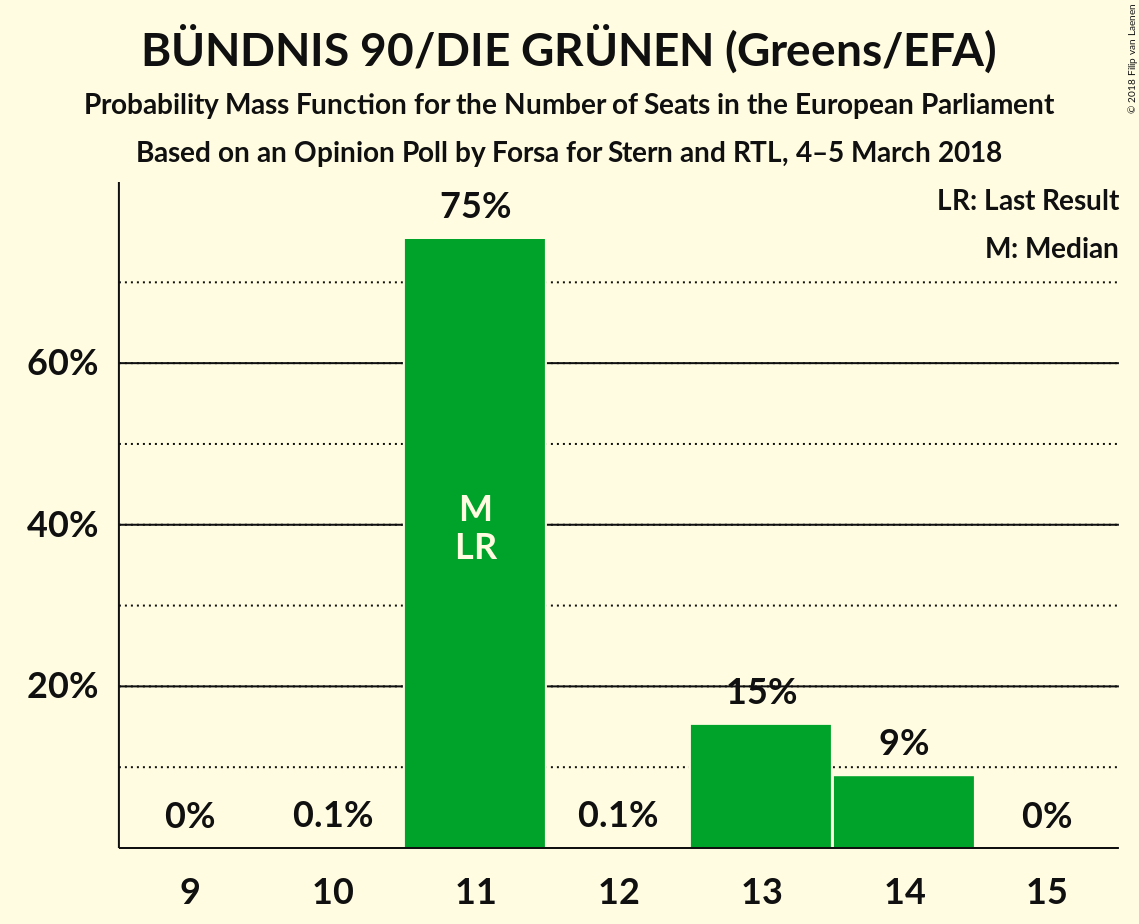 BÜNDNIS 90/DIE GRÜNEN (Greens/EFA)
Probability Mass Function for the Number of Seats in the European Parliament
Based on an Opinion Poll by Forsa for Stern and RTL, 4–5 March 2018
© 2018 Filip van Laenen
LR: Last Result
M: Median
75%
60%
40%
20%
M
LR
15%
9%
0%
0.1%
0.1%
0%
9 10 11 12 13 14 15